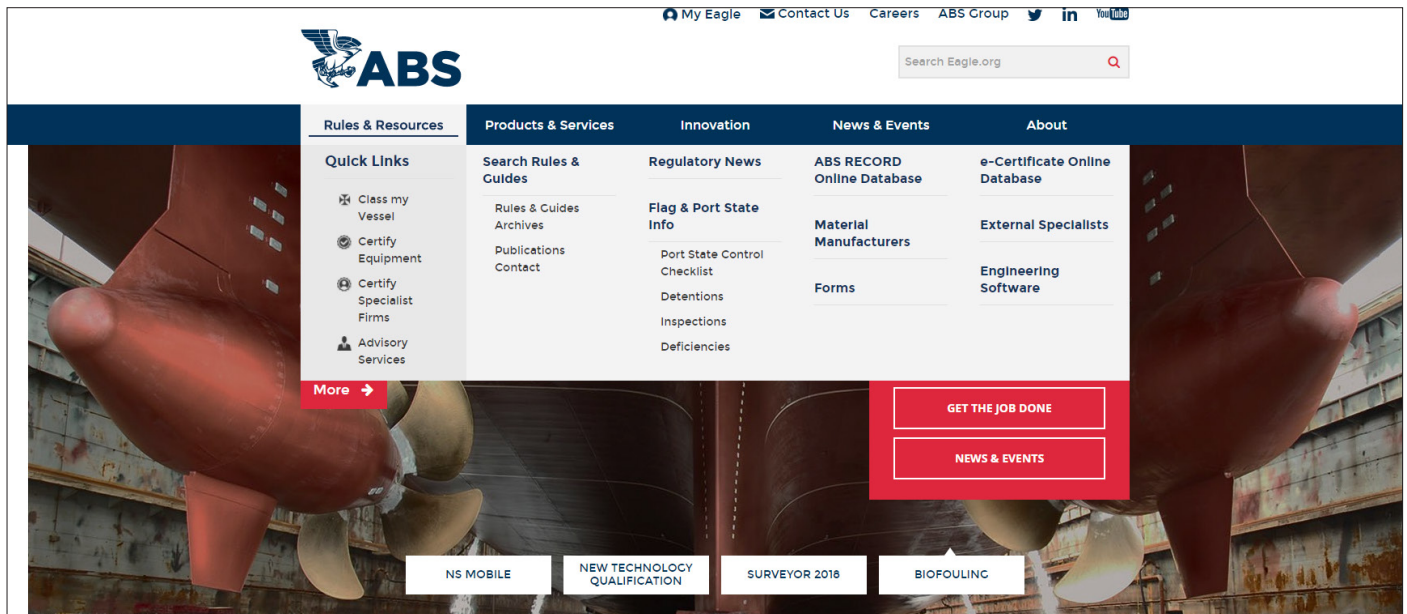 My Eagle Contact Us Careers ABS Group in You Tube
ABS
Search Eagle.org
Rules & Resources Products & Services Innovation News & Events About
Quick Links
Class my
Vessel
Certify
Equipment
Certify
Specialist
Firms
Advisory
Services
Search Rules &
Guides
Rules & Guides
Archives
Publications
Contact
Regulatory News
Flag & Port State
Info
Port State Control
Checklist
Detentions
Inspections
Deficiencies
ABS RECORD
Online Database
Material
Manufacturers
Forms
e-Certificate Online
Database
External Specialists
Engineering
Software
More
GET THE JOB DONE
NEWS & EVENTS
NS MOBILE
NEW TECHNOLOGY
QUALIFICATION
SURVEYOR 2018
BIOFOULING